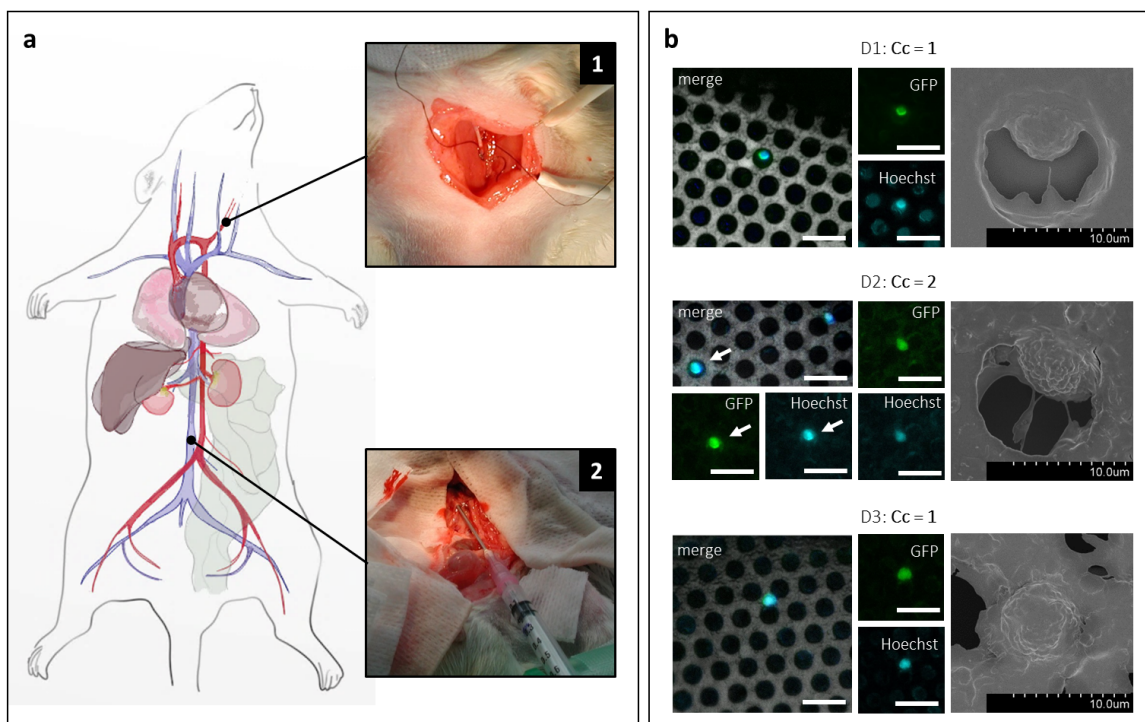 a
1
2
b
D1: Cc = 1
merge
GFP
Hoechst
10.0um
D2: Cc = 2
merge
GFP
GFP
Hoechst
Hoechst
10.0um
D3: Cc = 1
merge
GFP
Hoechst
10.0um